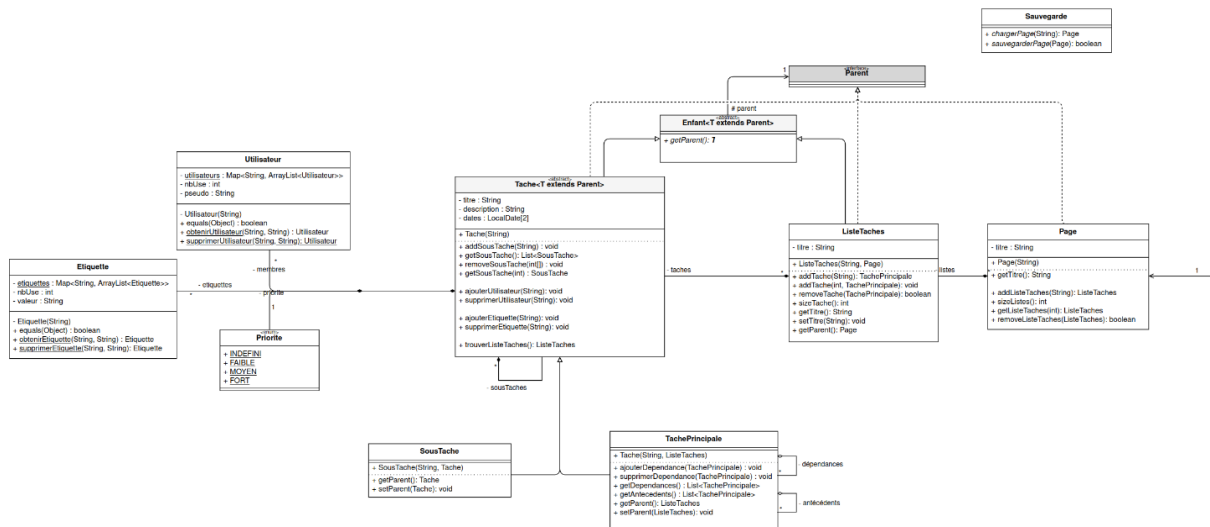 Sauvegarde
+ chargerPage(String): Page
+ sauvegarderPage(Page): boolean
«interface»
Parent
1
# parent
«abstract»
Enfant<T extends Parent>
+ getParent(): T
Utilisateur
- utilisateurs : Map<String, ArrayList<Utilisateur>>
- nbUse : int
- pseudo : String
- Utilisateur(String)
+ equals(Object) : boolean
+ obtenirUtilisateur(String, String) : Utilisateur
+ supprimerUtilisateur(String, String): Utilisateur
*
- membres
Etiquette
- etiquettes : Map<String, ArrayList<Etiquette>>
- nbUse : int
- valeur : String
- Etiquette(String)
+ equals(Object) : boolean
+ obtenirEtiquette(String, String) : Etiquette
+ supprimerEtiquette(String, String): Etiquette
*
- etiquettes
- priorite
1
Priorite
+ INDEFINI
+ FAIBLE
+ MOYEN
+ FORT
«abstract»
Tache<T extends Parent>
- titre : String
- description : String
- dates : LocalDate[2]
+ Tache(String)
+ addSousTache(String) : void
+ getSousTache(): List<SousTache>
+ removeSousTache(int[]) : void
+ getSousTache(int) : SousTache
+ ajouterUtilisateur(String): void
+ supprimerUtilisateur(String): void
+ ajouterEtiquette(String): void
+ supprimerEtiquette(String): void
+ trouverListeTaches(): ListeTaches
*
- sousTaches
- taches
*
ListeTaches
- titre : String
+ ListeTaches(String, Page)
+ addTache(String): TachePrincipale
+ addTache(int, TachePrincipale): void
+ removeTache(TachePrincipale): boolean
+ sizeTache(): int
+ getTitre(): String
+ setTitre(String): void
+ getParent(): Page
- listes
*
Page
- titre : String
+ Page(String)
+ getTitre(): String
+ addListeTaches(String): ListeTaches
+ sizeListes(): int
+ getListeTaches(int): ListeTaches
+ removeListeTaches(ListeTaches): boolean
1
SousTache
+ SousTache(String, Tache)
+ getParent(): Tache
+ setParent(Tache): void
TachePrincipale
+ Tache(String, ListeTaches)
+ ajouterDependance(TachePrincipale) : void
+ supprimerDependance(TachePrincipale) : void
+ getDependances() : List<TachePrincipale>
+ getAntecedents() : List<TachePrincipale>
+ getParent(): ListeTaches
+ setParent(ListeTaches): void
- dépendances
*
- antécédents
*